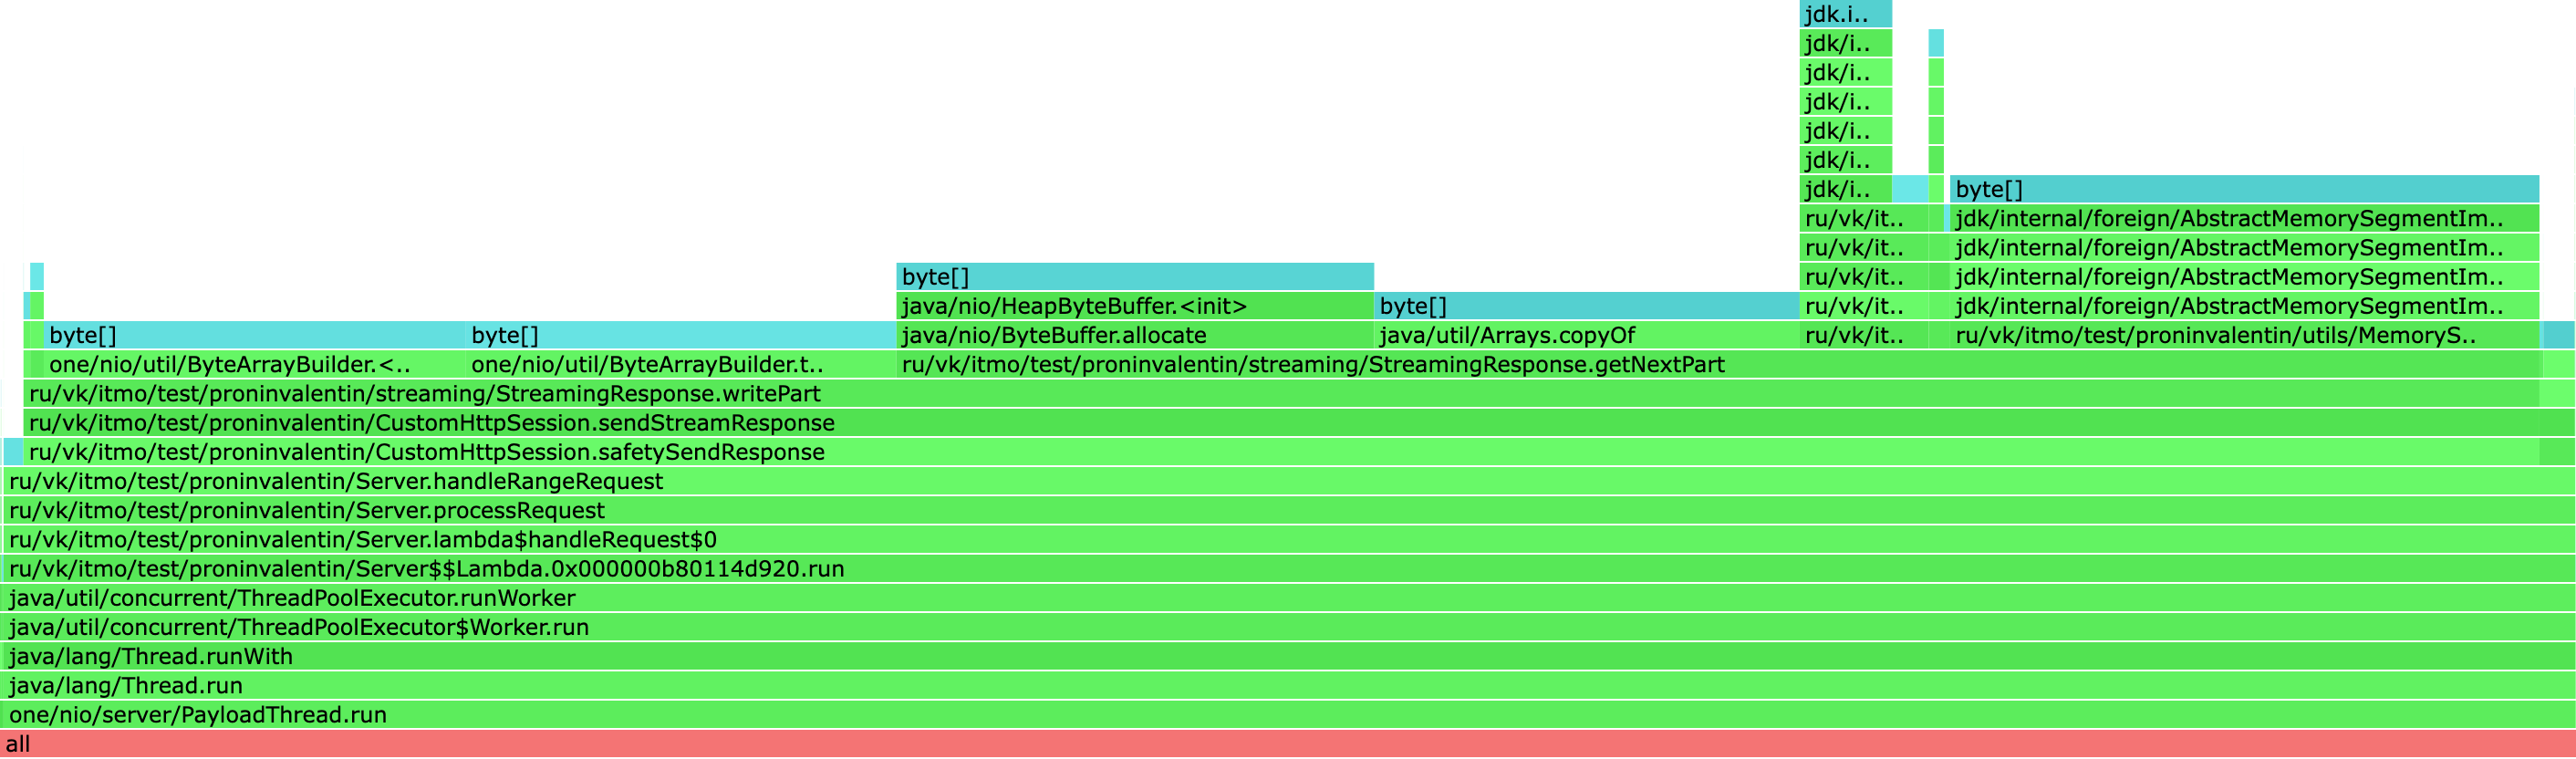 jdk.i..
jdk/i..
jdk/i..
jdk/i..
jdk/i..
jdk/i..
jdk/i.. byte[]
ru/vk/it.. jdk/internal/foreign/AbstractMemorySegmentIm..
ru/vk/it.. jdk/internal/foreign/AbstractMemorySegmentIm..
byte[] ru/vk/it.. jdk/internal/foreign/AbstractMemorySegmentIm..
java/nio/HeapByteBuffer.<init> byte[] ru/vk/it.. jdk/internal/foreign/AbstractMemorySegmentIm..
byte[] byte[] java/nio/ByteBuffer.allocate java/util/Arrays.copyOf ru/vk/it.. ru/vk/itmo/test/proninvalentin/utils/MemoryS..
one/nio/util/ByteArrayBuilder.<.. one/nio/util/ByteArrayBuilder.t.. ru/vk/itmo/test/proninvalentin/streaming/StreamingResponse.getNextPart
ru/vk/itmo/test/proninvalentin/streaming/StreamingResponse.writePart
ru/vk/itmo/test/proninvalentin/CustomHttpSession.sendStreamResponse
ru/vk/itmo/test/proninvalentin/CustomHttpSession.safetySendResponse
ru/vk/itmo/test/proninvalentin/Server.handleRangeRequest
ru/vk/itmo/test/proninvalentin/Server.processRequest
ru/vk/itmo/test/proninvalentin/Server.lambda$handleRequest$0
ru/vk/itmo/test/proninvalentin/Server$$Lambda.0x000000b80114d920.run
java/util/concurrent/ThreadPoolExecutor.runWorker
java/util/concurrent/ThreadPoolExecutor$Worker.run
java/lang/Thread.runWith
java/lang/Thread.run
one/nio/server/PayloadThread.run
all